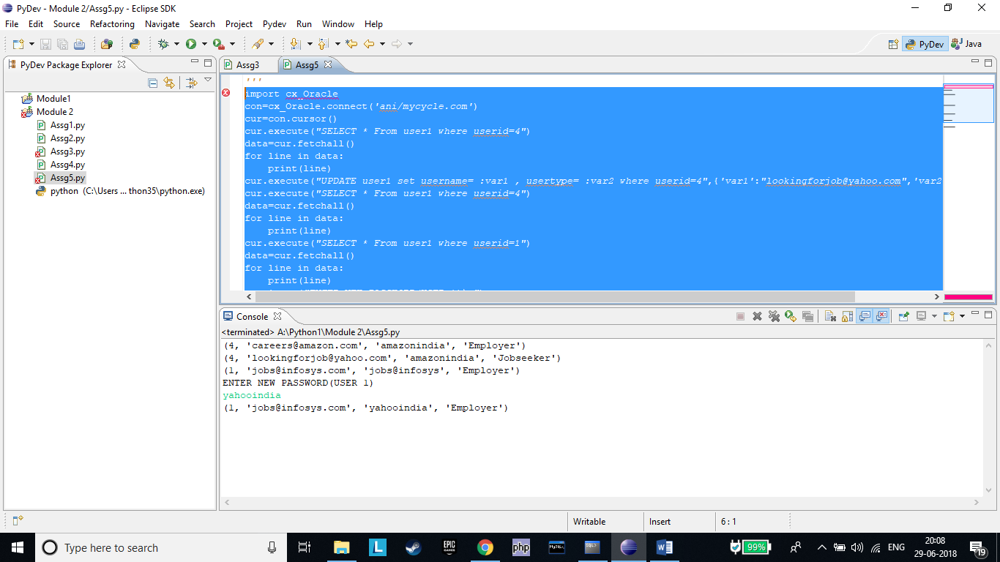 PyDev - Module 2/Assg5.py - Eclipse SDK
File Edit Source Refactoring Navigate Search Project Pydev Run Window Help
PyDev Java
PyDev Package Explorer
Module1
Module 2
Assg1.py
Assg2.py
Assg3.py
Assg4.py
Assg5.py
python (C:\Users ... thon35\python.exe)
Assg3 Assg5
'''
import cx_Oracle
con=cx_Oracle.connect('ani/mycycle.com')
cur=con.cursor()
cur.execute("SELECT * From user1 where userid=4")
data=cur.fetchall()
for line in data:
    print(line)
cur.execute("UPDATE user1 set username= :var1 , usertype= :var2 where userid=4",{'var1':"lookingforjob@yahoo.com",'var2
cur.execute("SELECT * From user1 where userid=4")
data=cur.fetchall()
for line in data:
    print(line)
cur.execute("SELECT * From user1 where userid=1")
data=cur.fetchall()
for line in data:
    print(line)
Console
<terminated> A:\Python1\Module 2\Assg5.py
(4, 'careers@amazon.com', 'amazonindia', 'Employer')
(4, 'lookingforjob@yahoo.com', 'amazonindia', 'Jobseeker')
(1, 'jobs@infosys.com', 'jobs@infosys', 'Employer')
ENTER NEW PASSWORD(USER 1)
yahooindia
(1, 'jobs@infosys.com', 'yahooindia', 'Employer')
Writable Insert 6 : 1
Type here to search
L
EPIC GAMES
php
MySQL
SQL
W
99%
ENG
20:08
29-06-2018
19